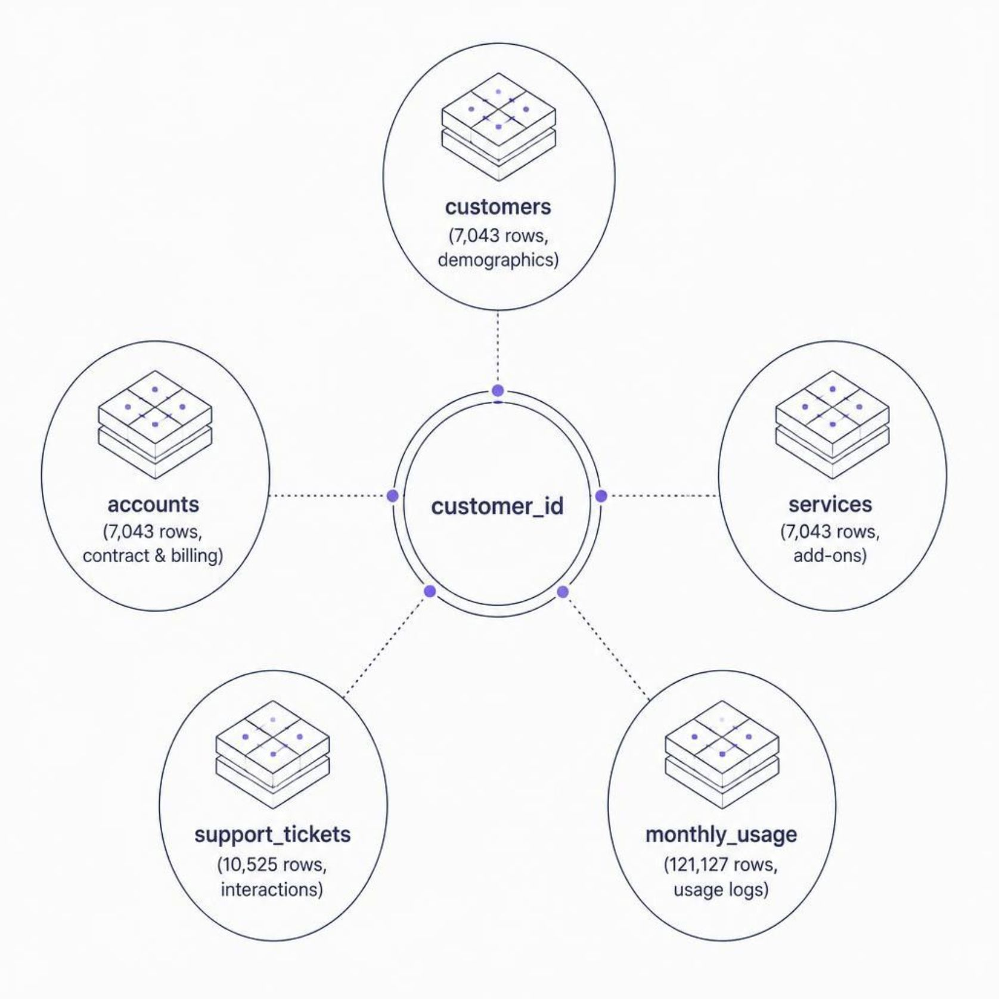 customers
(7,043 rows,
demographics)
accounts
(7,043 rows,
contract & billing)
customer_id
services
(7,043 rows,
add-ons)
support_tickets
(10,525 rows,
interactions)
monthly_usage
(121,127 rows,
usage logs)